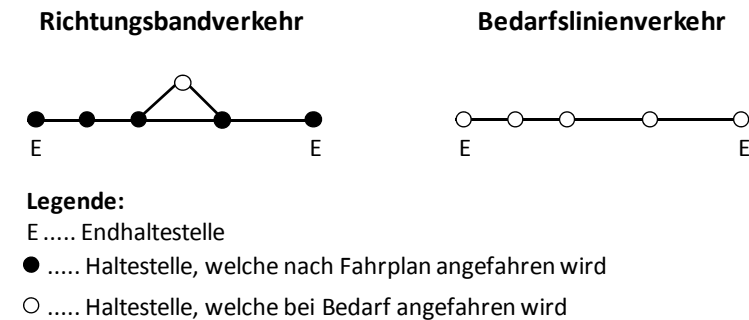 Richtungsbandverkehr
Bedarfslinienverkehr
E
E
E
E
Legende:
E ..... Endhaltestelle
..... Haltestelle, welche nach Fahrplan angefahren wird
..... Haltestelle, welche bei Bedarf angefahren wird